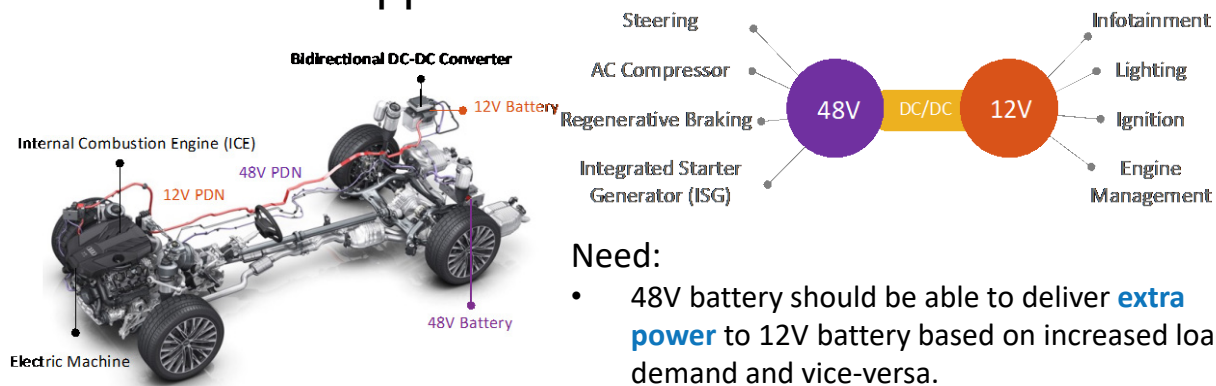 Bidirectional DC-DC Converter
12V Battery
Internal Combustion Engine (ICE)
48V PDN
12V PDN
48V Battery
Electric Machine
Steering
AC Compressor
Regenerative Braking
Integrated Starter
Generator (ISG)
48V
DC/DC
12V
Infotainment
Lighting
Ignition
Engine
Management
Need:
• 48V battery should be able to deliver extra
power to 12V battery based on increased loa
demand and vice-versa.